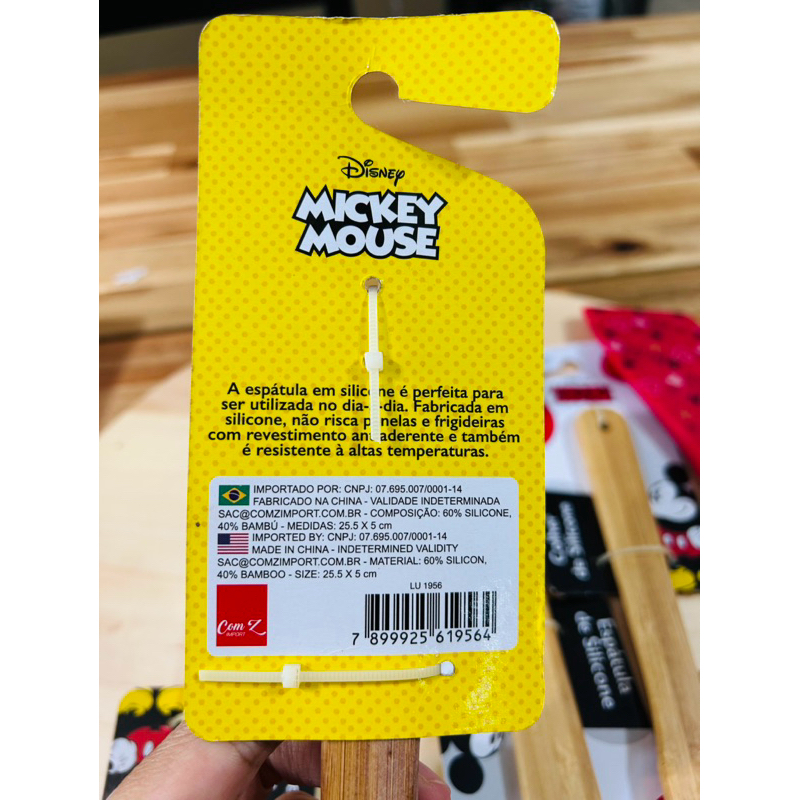 Disney
MICKEY
MOUSE
A espátula em silicone é perfeita para
ser utilizada no dia-a-dia. Fabricada em
silicone, não risca panelas e frigideiras
com revestimento antiaderente e também
é resistente à altas temperaturas.
IMPORTADO POR: CNPJ: 07.695.007/0001-14
FABRICADO NA CHINA - VALIDADE INDETERMINADA
SAC@COMZIMPORT.COM.BR - COMPOSIÇÃO: 60% SILICONE,
40% BAMBÚ - MEDIDAS: 25.5 X 5 cm
IMPORTED BY: CNPJ: 07.695.007/0001-14
MADE IN CHINA - INDETERMINED VALIDITY
SAC@COMZIMPORT.COM.BR - MATERIAL: 60% SILICON,
40% BAMBOO - SIZE: 25.5 X 5 cm
LU 1956
Com Z
IMPORT
7 899925 619564
Espátula
de Silicone